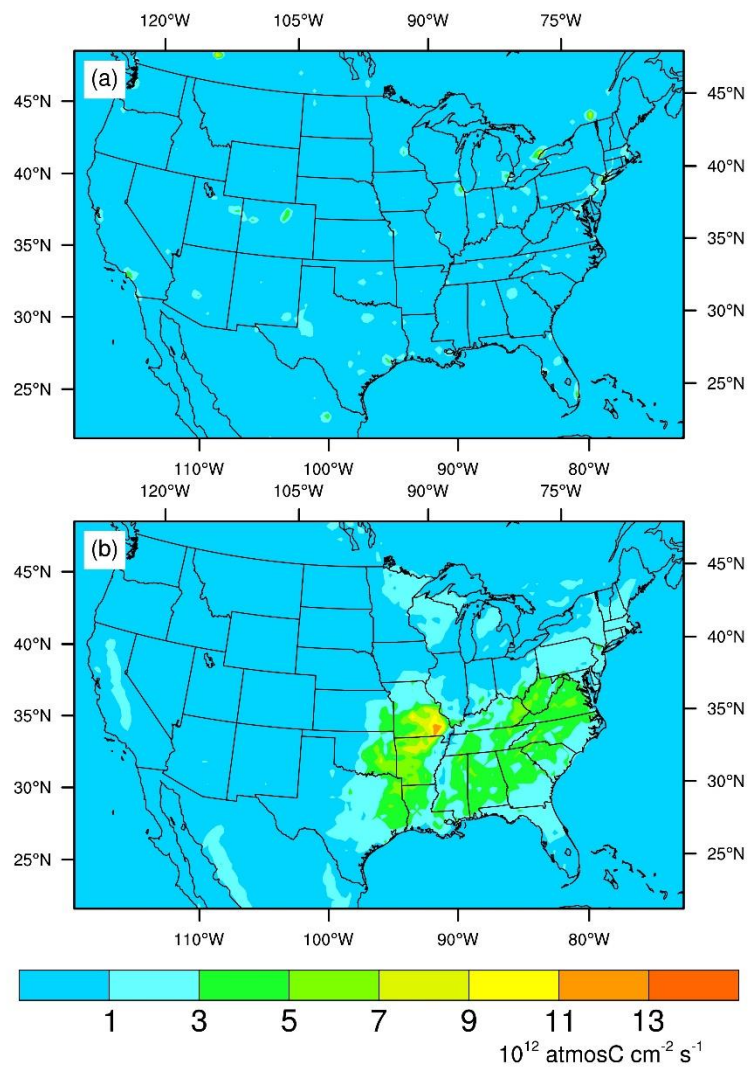 120°W 105°W 90°W 75°W
(a)
45°N 45°N
40°N 40°N
35°N 35°N
30°N 30°N
25°N 25°N
110°W 100°W 90°W 80°W
120°W 105°W 90°W 75°W
(b)
45°N 45°N
40°N 40°N
35°N 35°N
30°N 30°N
25°N 25°N
110°W 100°W 90°W 80°W
1 3 5 7 9 11 13
10¹² atmosC cm⁻² s⁻¹